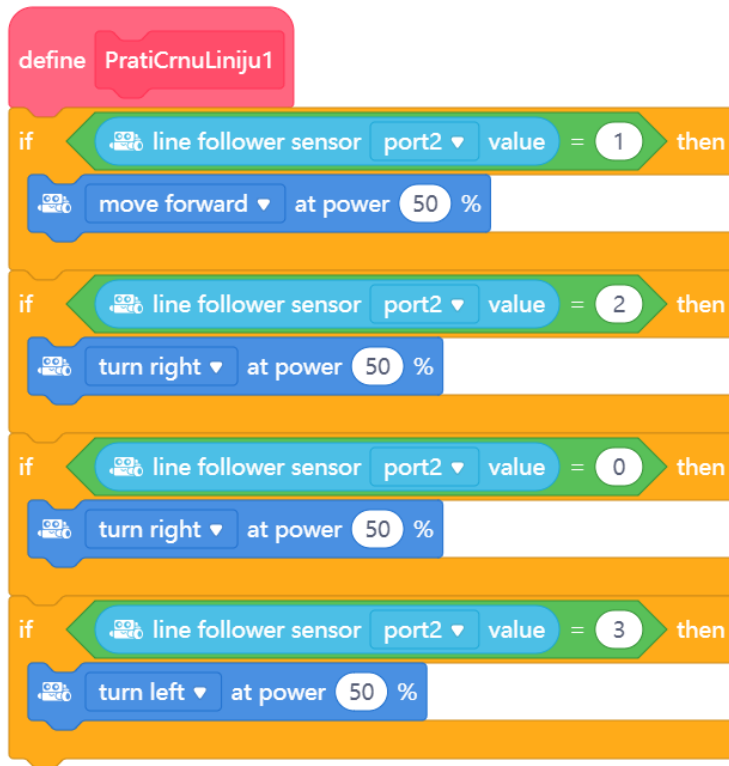 define PratiCrnuLiniju1
if line follower sensor port2 value = 1 then
move forward at power 50 %
if line follower sensor port2 value = 2 then
turn right at power 50 %
if line follower sensor port2 value = 0 then
turn right at power 50 %
if line follower sensor port2 value = 3 then
turn left at power 50 %